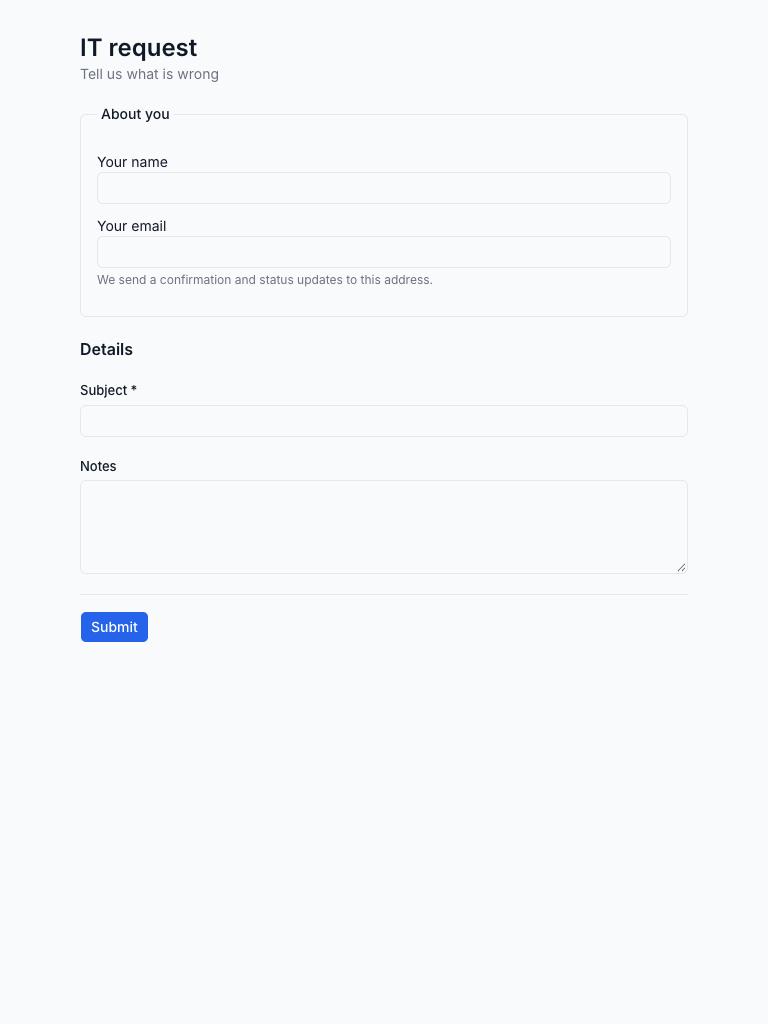 IT request
Tell us what is wrong
About you
Your name
Your email
We send a confirmation and status updates to this address.
Details
Subject *
Notes
Submit